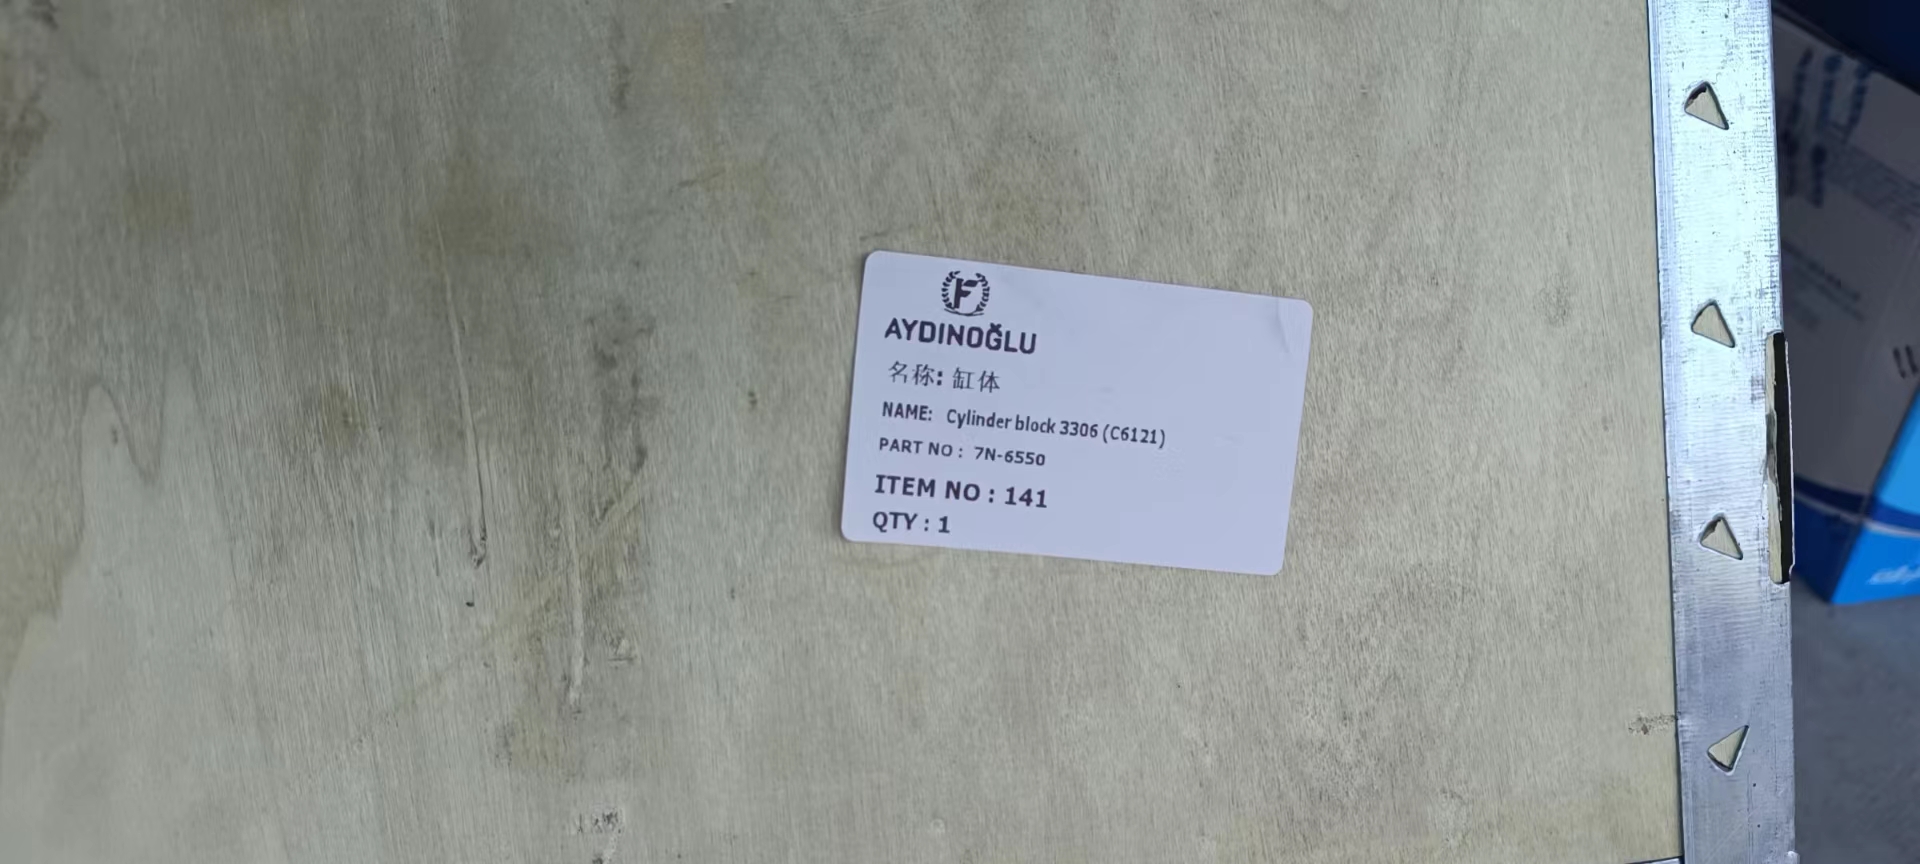 F
AYDINOĞLU
名称: 缸体
NAME: Cylinder block 3306 (C6121)
PART NO : 7N-6550
ITEM NO : 141
QTY : 1